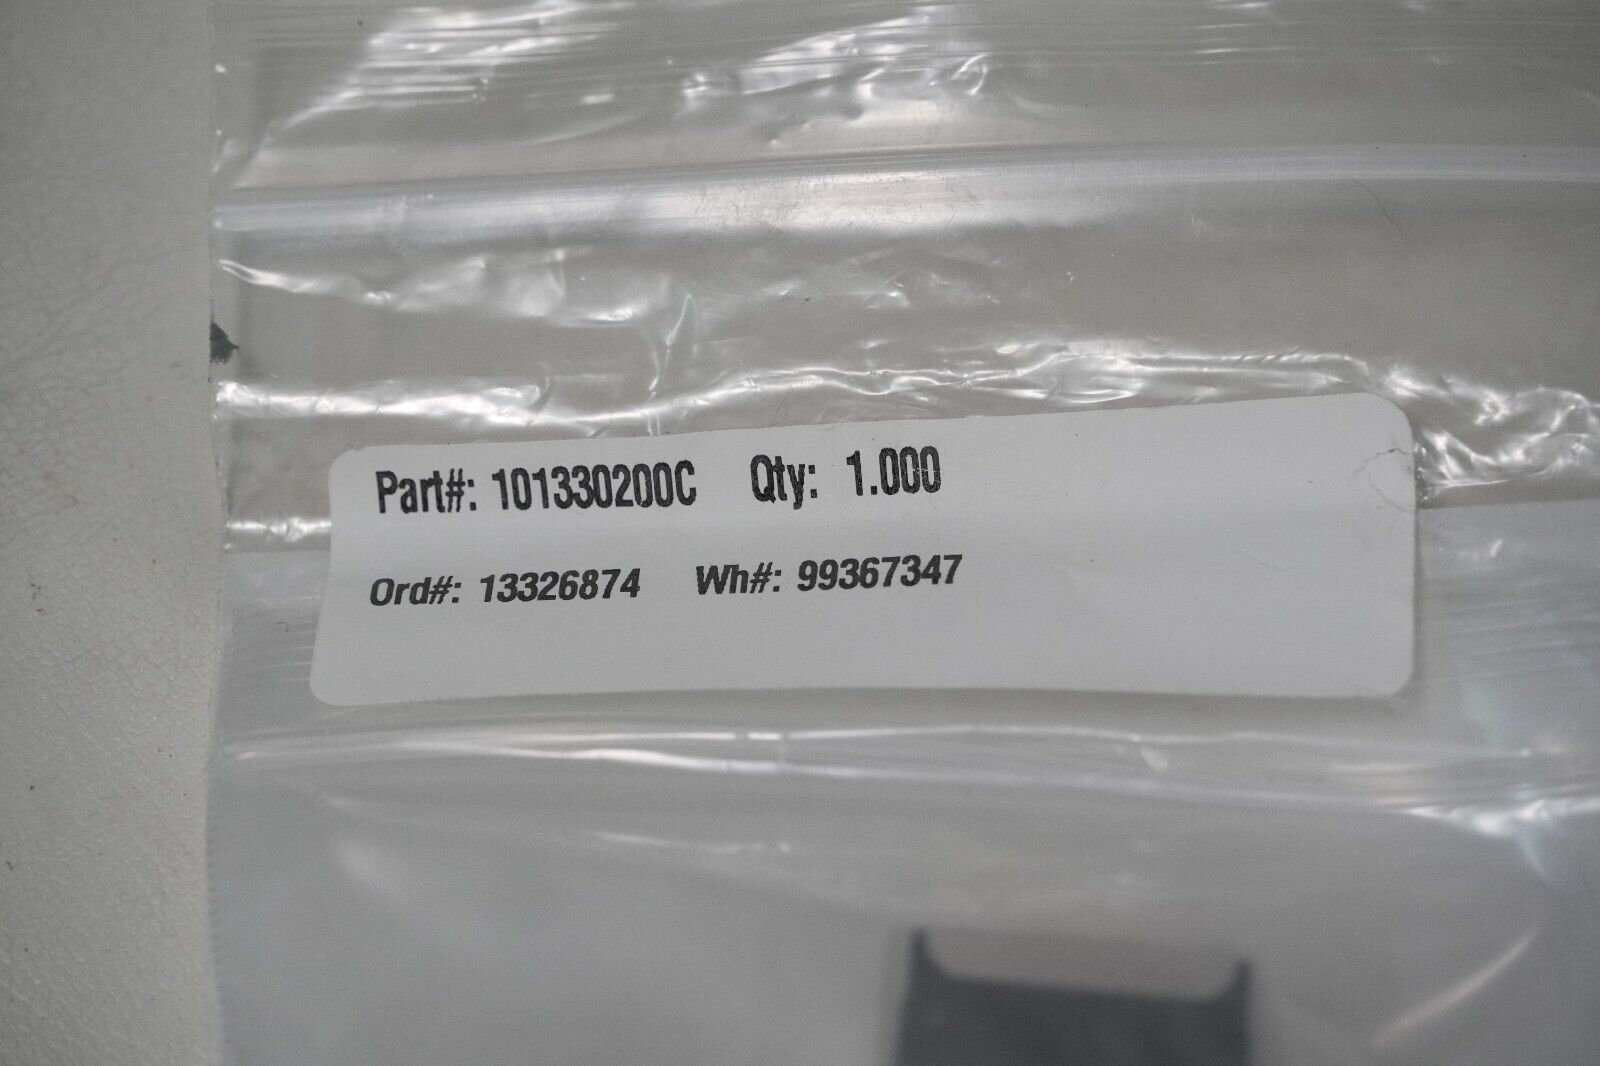 Part#: 101330200C Qty: 1.000
Ord#: 13326874 Wh#: 99367347